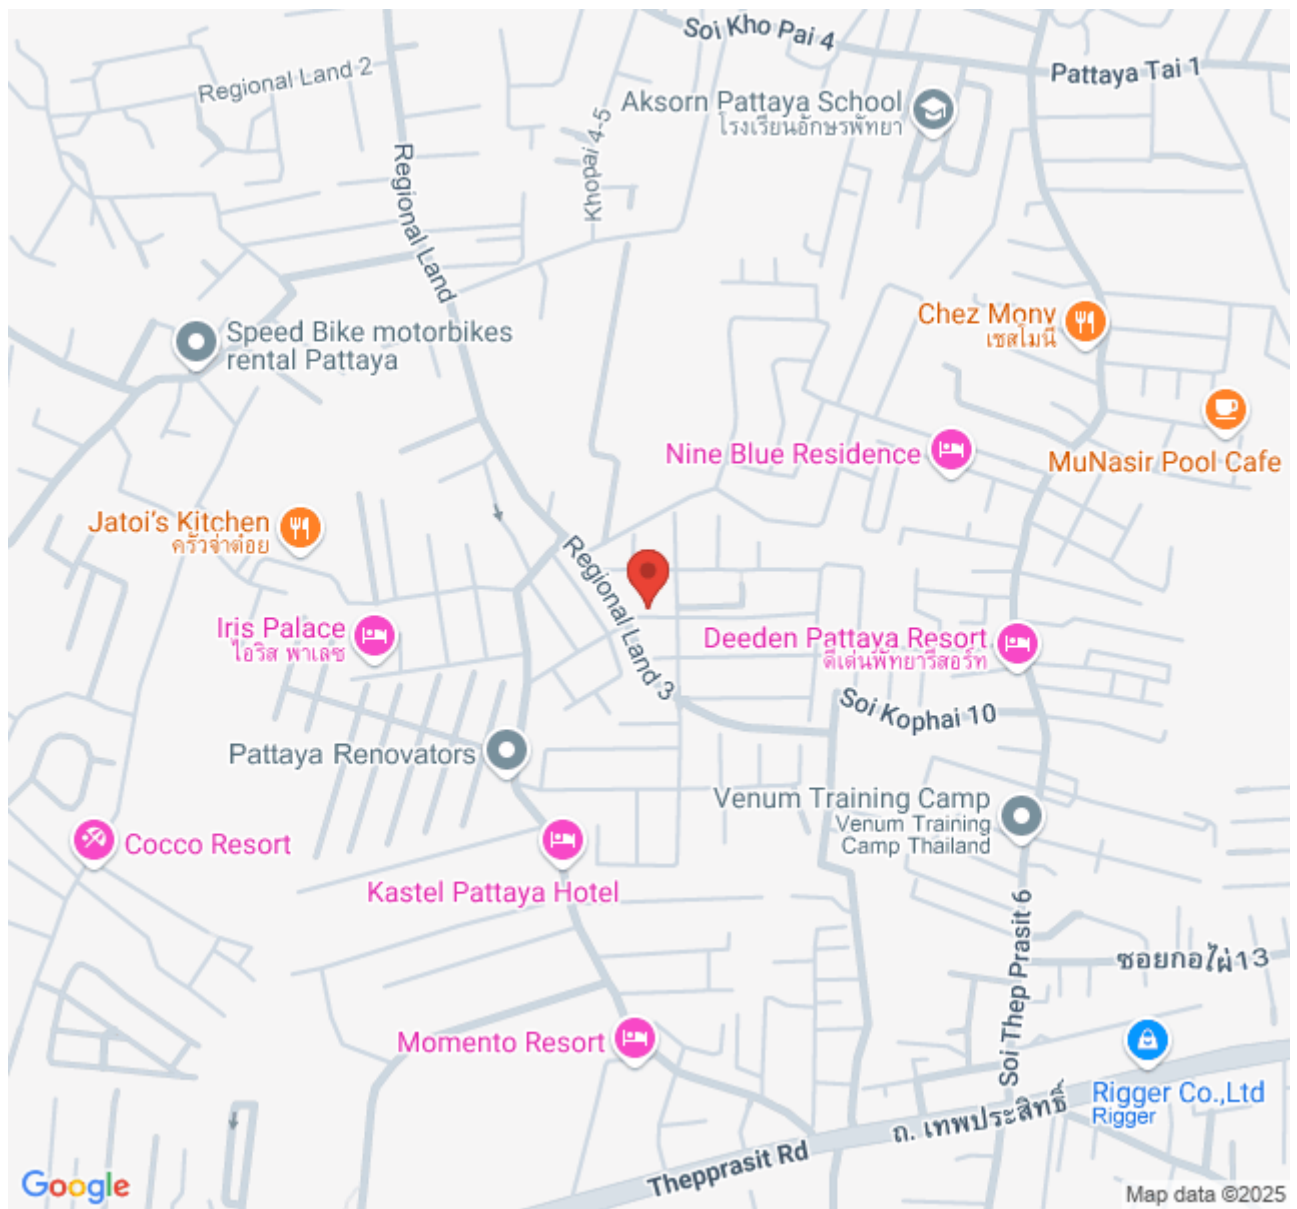 Soi Kho Pai 4
Pattaya Tai 1
Regional Land 2
Aksorn Pattaya School
โรงเรียนอักษรพัทยา
Khopai 4-5
Regional Land
Chez Mony
เชสโมนี
Speed Bike motorbikes
rental Pattaya
Nine Blue Residence
MuNasir Pool Cafe
Jatoi's Kitchen
ครัวจ่าต๋อย
Regional Land 3
Iris Palace
ไอริส พาเลซ
Deeden Pattaya Resort
ดีเด่นพัทยารีสอร์ท
Soi Kophai 10
Pattaya Renovators
Venum Training Camp
Venum Training
Camp Thailand
Cocco Resort
Kastel Pattaya Hotel
Soi Thep Prasit 6
ซอยกอไผ่13
Momento Resort
Rigger Co.,Ltd
Rigger
ถ. เทพประสิทธิ์
Thepprasit Rd
Google
Map data ©2025